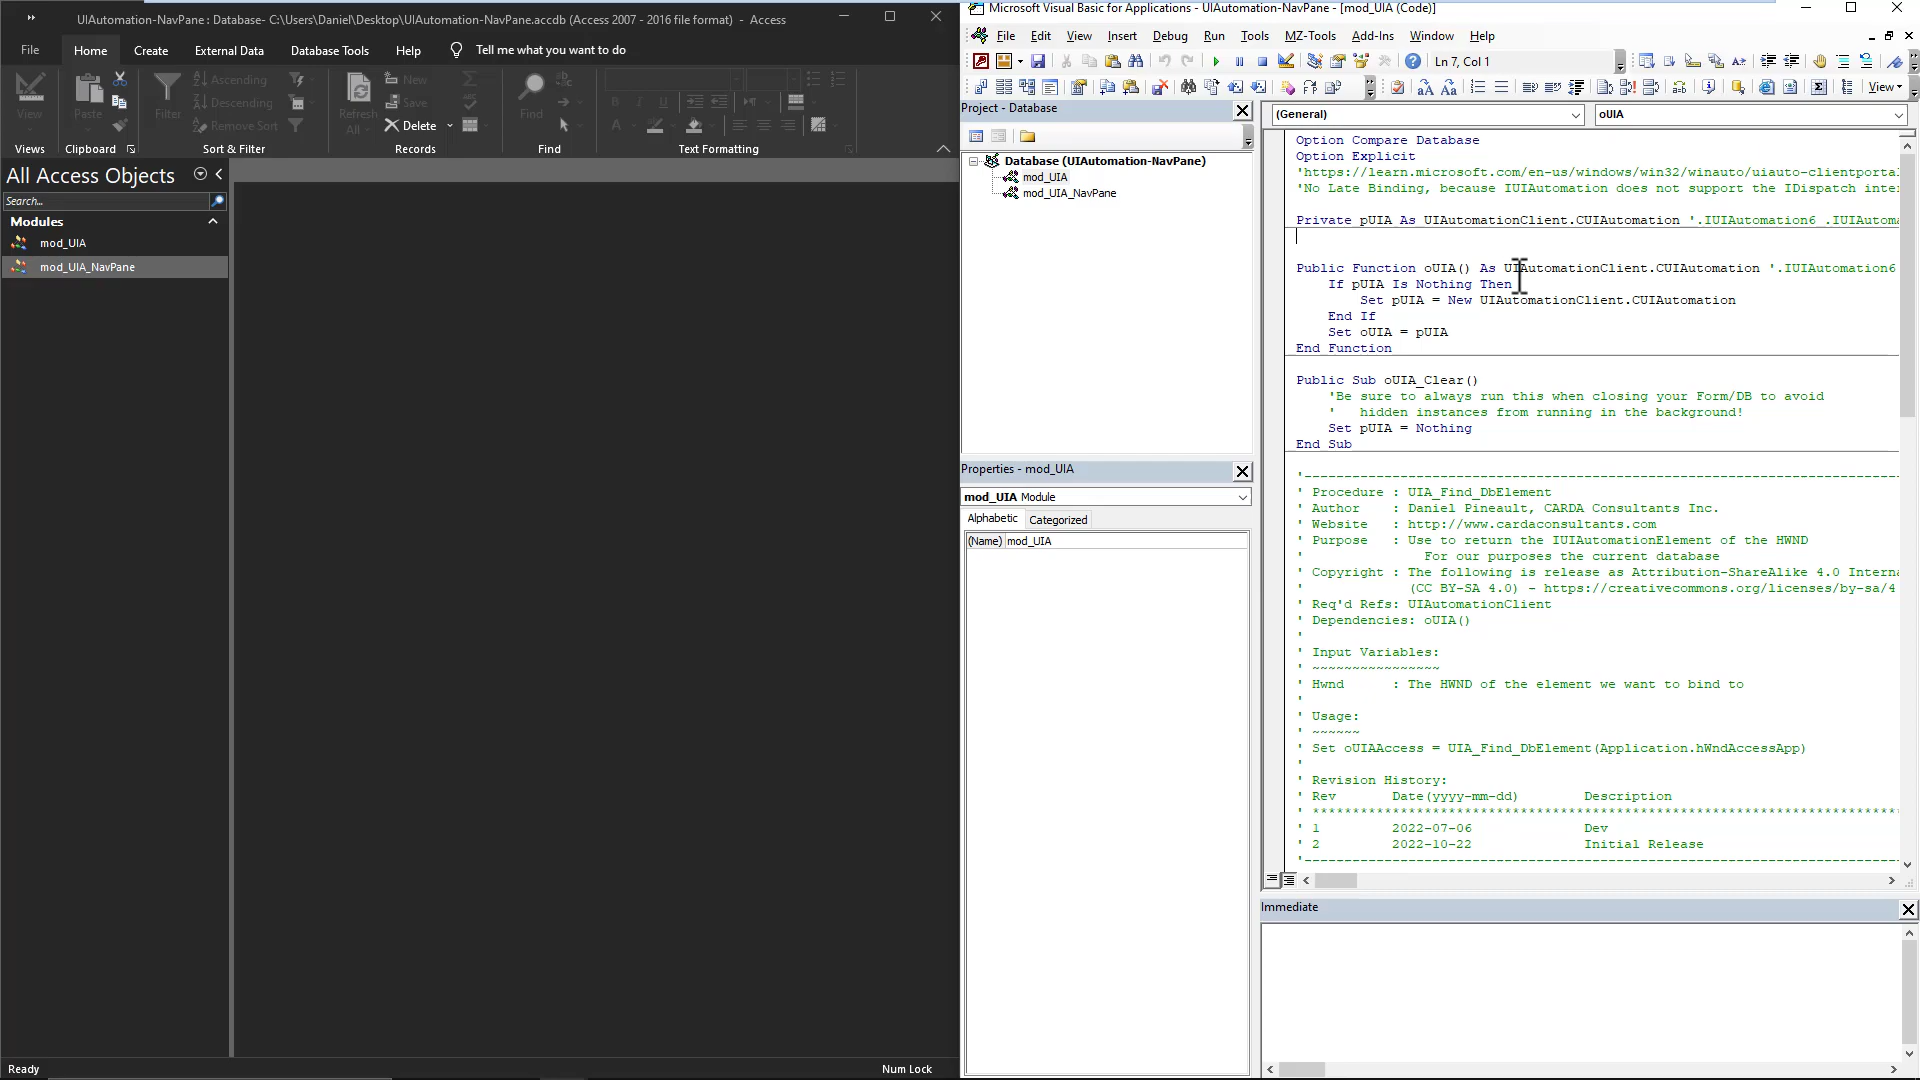 UIAutomation-NavPane : Database- C:\Users\Daniel\Desktop\UIAutomation-NavPane.accdb (Access 2007 - 2016 file format) - Access
File Home Create External Data Database Tools Help Tell me what you want to do
View
Views
Paste
Clipboard
Filter
Ascending
Descending
Remove Sort
Sort & Filter
Refresh
All
New
Save
Delete
Records
Find
Find
Text Formatting
All Access Objects
Search...
Modules
mod_UIA
mod_UIA_NavPane
Ready
Num Lock
Microsoft Visual Basic for Applications - UIAutomation-NavPane - [mod_UIA (Code)]
File Edit View Insert Debug Run Tools MZ-Tools Add-Ins Window Help
Ln 7, Col 1
View
Project - Database
Database (UIAutomation-NavPane)
mod_UIA
mod_UIA_NavPane
Properties - mod_UIA
mod_UIA Module
Alphabetic Categorized
(Name) mod_UIA
(General) oUIA
Option Compare Database
Option Explicit
'https://learn.microsoft.com/en-us/windows/win32/winauto/uiauto-clientportal
'No Late Binding, because IUIAutomation does not support the IDispatch inter
Private pUIA As UIAutomationClient.CUIAutomation '.IUIAutomation6 .IUIAutoma
Public Function oUIA() As UIAutomationClient.CUIAutomation '.IUIAutomation6
If pUIA Is Nothing Then
Set pUIA = New UIAutomationClient.CUIAutomation
End If
Set oUIA = pUIA
End Function
Public Sub oUIA_Clear()
'Be sure to always run this when closing your Form/DB to avoid
' hidden instances from running in the background!
Set pUIA = Nothing
End Sub
'---------------------------------------------------------------------------
' Procedure : UIA_Find_DbElement
' Author : Daniel Pineault, CARDA Consultants Inc.
' Website : http://www.cardaconsultants.com
' Purpose : Use to return the IUIAutomationElement of the HWND
' For our purposes the current database
' Copyright : The following is release as Attribution-ShareAlike 4.0 Interna
' (CC BY-SA 4.0) - https://creativecommons.org/licenses/by-sa/4
' Req'd Refs: UIAutomationClient
' Dependencies: oUIA()
'
' Input Variables:
' ~~~~~~~~~~~~~~~~
' Hwnd : The HWND of the element we want to bind to
'
' Usage:
' ~~~~~~
' Set oUIAAccess = UIA_Find_DbElement(Application.hWndAccessApp)
'
' Revision History:
' Rev Date(yyyy-mm-dd) Description
' **************************************************************************
' 1 2022-07-06 Dev
' 2 2022-10-22 Initial Release
'---------------------------------------------------------------------------
Immediate